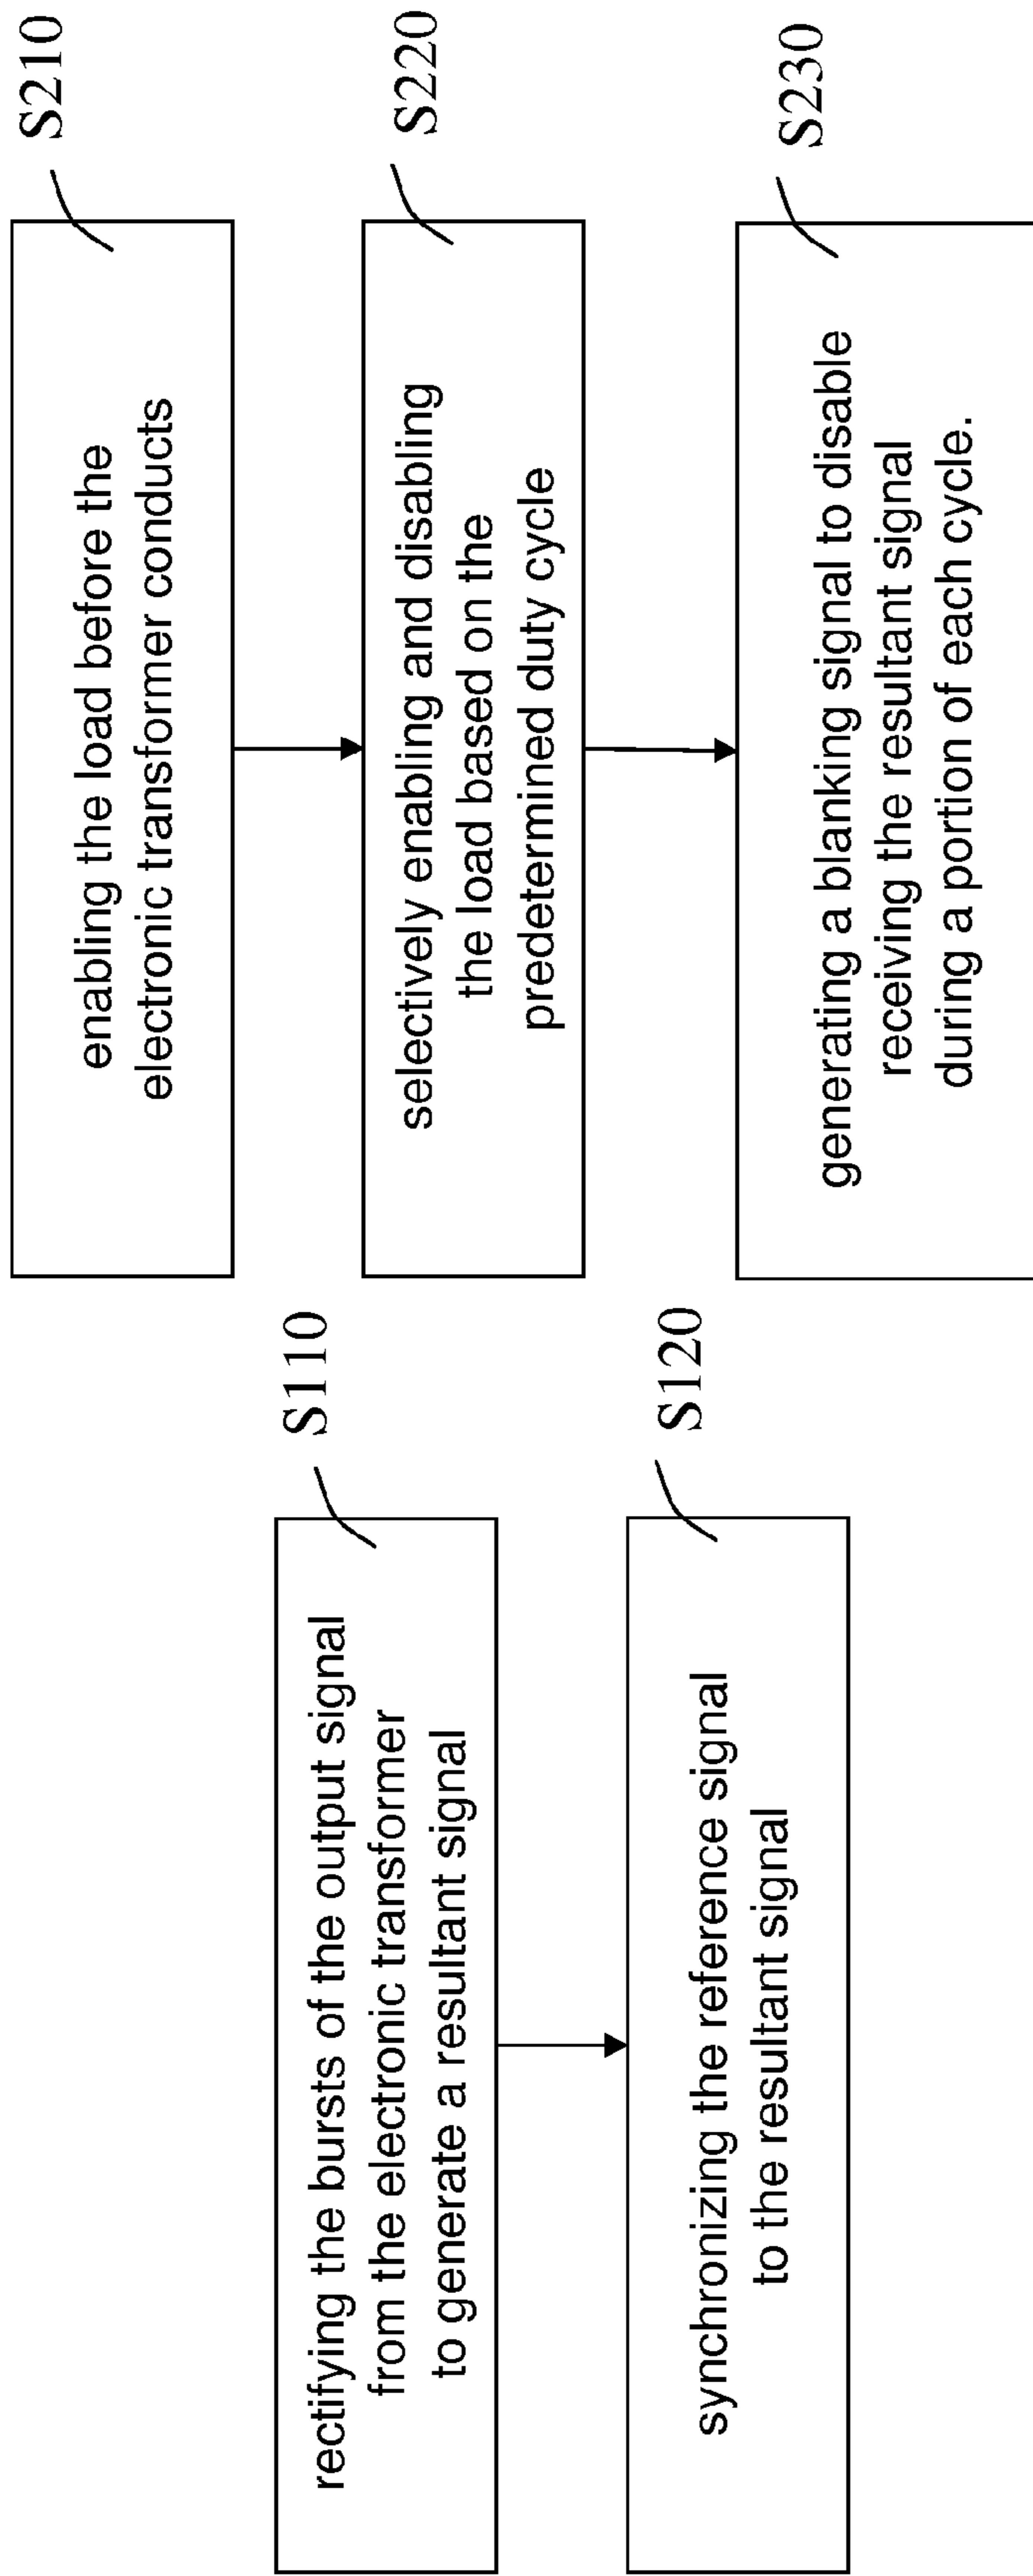 rectifying the bursts of the output signal
from the electronic transformer
to generate a resultant signal
S110
synchronizing the reference signal
to the resultant signal
S120
enabling the load before the
electronic transformer conducts
S210
selectively enabling and disabling
the load based on the
predetermined duty cycle
S220
generating a blanking signal to disable
receiving the resultant signal
during a portion of each cycle.
S230